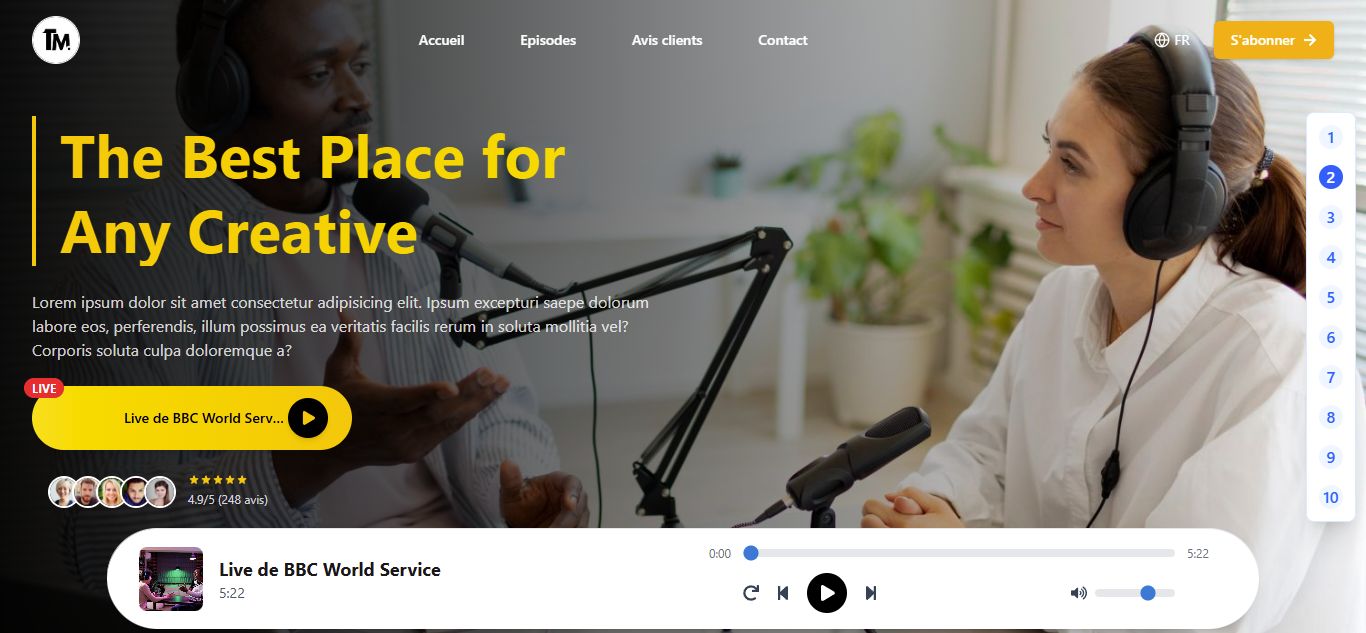 TM
Accueil
Episodes
Avis clients
Contact
FR
S'abonner
The Best Place for
Any Creative
Lorem ipsum dolor sit amet consectetur adipisicing elit. Ipsum excepturi saepe dolorum
labore eos, perferendis, illum possimus ea veritatis facilis rerum in soluta mollitia vel?
Corporis soluta culpa doloremque a?
LIVE
Live de BBC World Serv...
4.9/5 (248 avis)
1
2
3
4
5
6
7
8
9
10
Live de BBC World Service
5:22
0:00
5:22